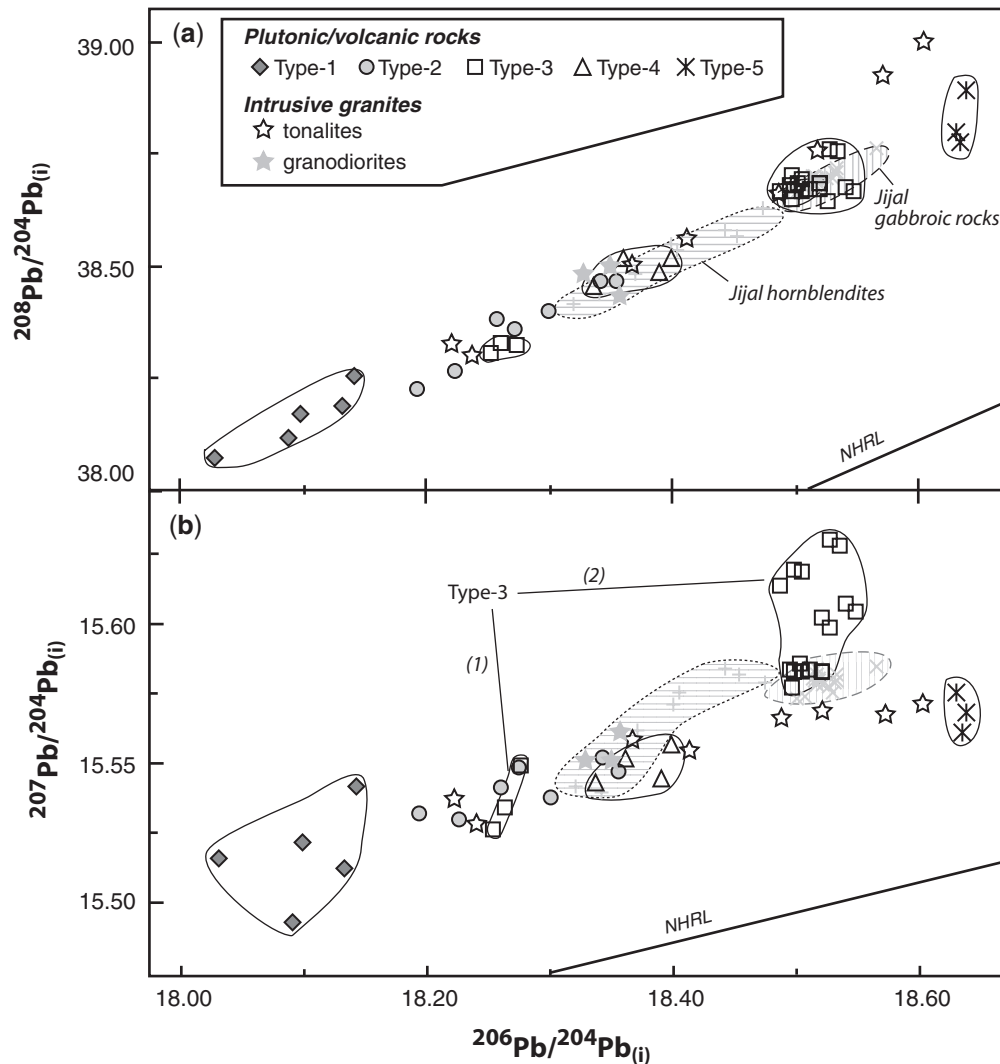 (a)
Plutonic/volcanic rocks
Type-1 Type-2 Type-3 Type-4 Type-5
Intrusive granites
tonalites
granodiorites
39.00
38.50
38.00
208Pb/204Pb(i)
Jijal
gabbroic rocks
Jijal hornblendites
NHRL
(b)
Type-3
(2)
(1)
15.60
15.55
15.50
207Pb/204Pb(i)
NHRL
18.00 18.20 18.40 18.60
206Pb/204Pb(i)